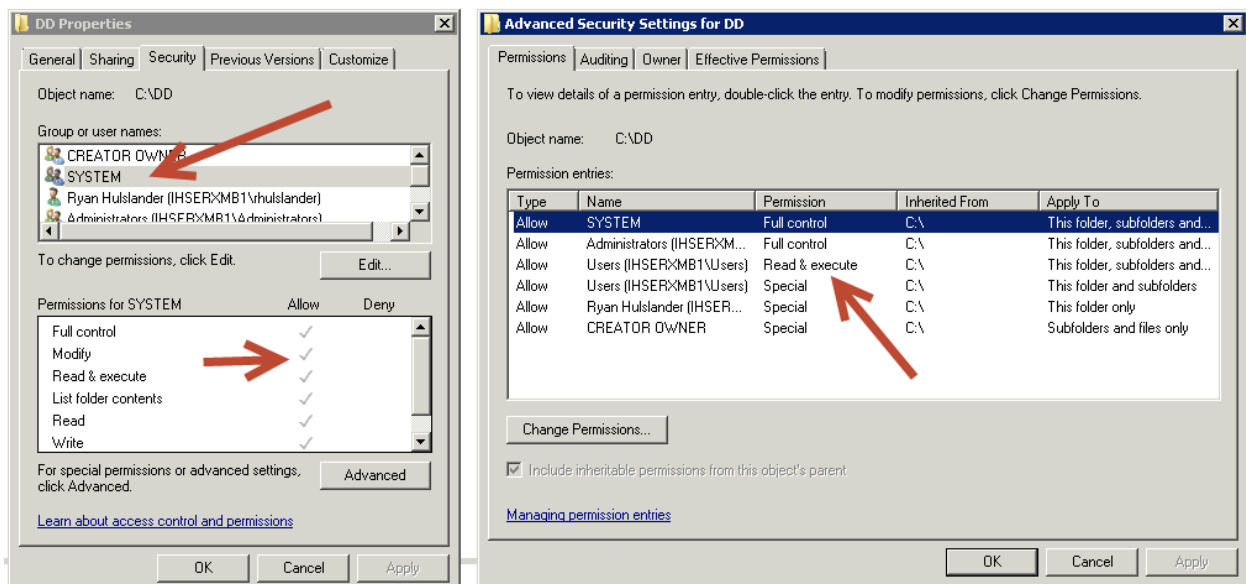 DD Properties
General Sharing Security Previous Versions Customize
Object name: C:\DD
Group or user names:
CREATOR OWNER
SYSTEM
Ryan Hulslander (IHSERXMB1\rhulslander)
Administrators (IHSERXMB1\Administrators)
To change permissions, click Edit.
Edit...
Permissions for SYSTEM Allow Deny
Full control
Modify
Read & execute
List folder contents
Read
Write
For special permissions or advanced settings,
click Advanced.
Advanced
Learn about access control and permissions
OK Cancel Apply
Advanced Security Settings for DD
Permissions Auditing Owner Effective Permissions
To view details of a permission entry, double-click the entry. To modify permissions, click Change Permissions.
Object name: C:\DD
Permission entries:
Type Name Permission Inherited From Apply To
Allow SYSTEM Full control C:\ This folder, subfolders and...
Allow Administrators (IHSERXM... Full control C:\ This folder, subfolders and...
Allow Users (IHSERXMB1\Users) Read & execute C:\ This folder, subfolders and...
Allow Users (IHSERXMB1\Users) Special C:\ This folder and subfolders
Allow Ryan Hulslander (IHSER... Special C:\ This folder only
Allow CREATOR OWNER Special C:\ Subfolders and files only
Change Permissions...
Include inheritable permissions from this object's parent
Managing permission entries
OK Cancel Apply